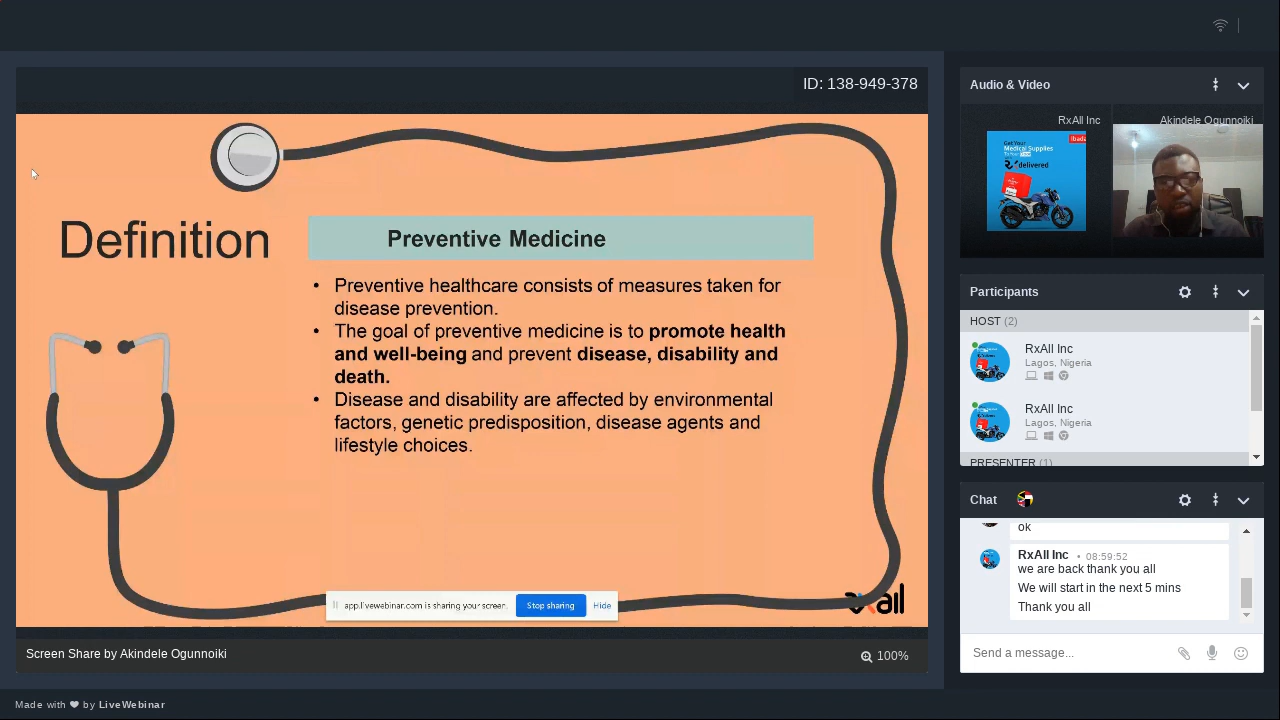 ID: 138-949-378
Definition
Preventive Medicine
• Preventive healthcare consists of measures taken for
disease prevention.
• The goal of preventive medicine is to promote health
and well-being and prevent disease, disability and
death.
• Disease and disability are affected by environmental
factors, genetic predisposition, disease agents and
lifestyle choices.
app.livewebinar.com is sharing your screen.
Stop sharing
Hide
rxall
Screen Share by Akindele Ogunnoiki
100%
Audio & Video
RxAll Inc
Akindele Ogunnoiki
Get Your
Medical Supplies
delivered
Participants
HOST (2)
RxAll Inc
Lagos, Nigeria
RxAll Inc
Lagos, Nigeria
PRESENTER (1)
Chat
ok
RxAll Inc • 08:59:52
we are back thank you all
We will start in the next 5 mins
Thank you all
Send a message...
Made with ❤ by LiveWebinar